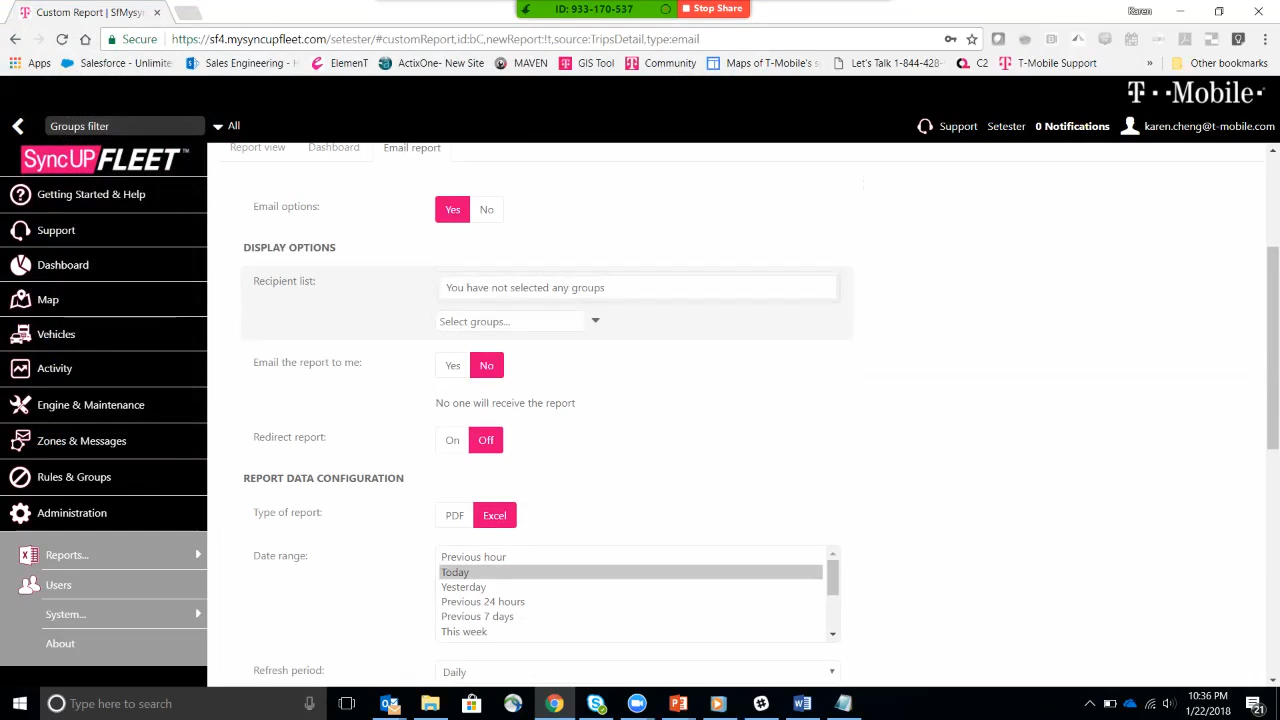 Custom Report | SfMysyn
ID: 933-170-537
Stop Share
Karen
Secure
https://sf4.mysyncupfleet.com/setester/#customReport,id:bC,newReport:!t,source:TripsDetail,type:email
Apps
Salesforce - Unlimite
Sales Engineering - C
ElemenT
ActixOne- New Site
MAVEN
GIS Tool
Community
Maps of T-Mobile's
Let's Talk 1-844-428-
C2
T-Mobile Support
»
Other bookmarks
T··Mobile·
Groups filter
All
Support
Setester
0 Notifications
karen.cheng@t-mobile.com
SyncUP FLEET™
Report view
Dashboard
Email report
Getting Started & Help
Support
Dashboard
Map
Vehicles
Activity
Engine & Maintenance
Zones & Messages
Rules & Groups
Administration
Reports...
Users
System...
About
Email options:
Yes
No
DISPLAY OPTIONS
Recipient list:
You have not selected any groups
Select groups...
Email the report to me:
Yes
No
No one will receive the report
Redirect report:
On
Off
REPORT DATA CONFIGURATION
Type of report:
PDF
Excel
Date range:
Previous hour
Today
Yesterday
Previous 24 hours
Previous 7 days
This week
Refresh period:
Daily
Type here to search
10:36 PM
1/22/2018
21